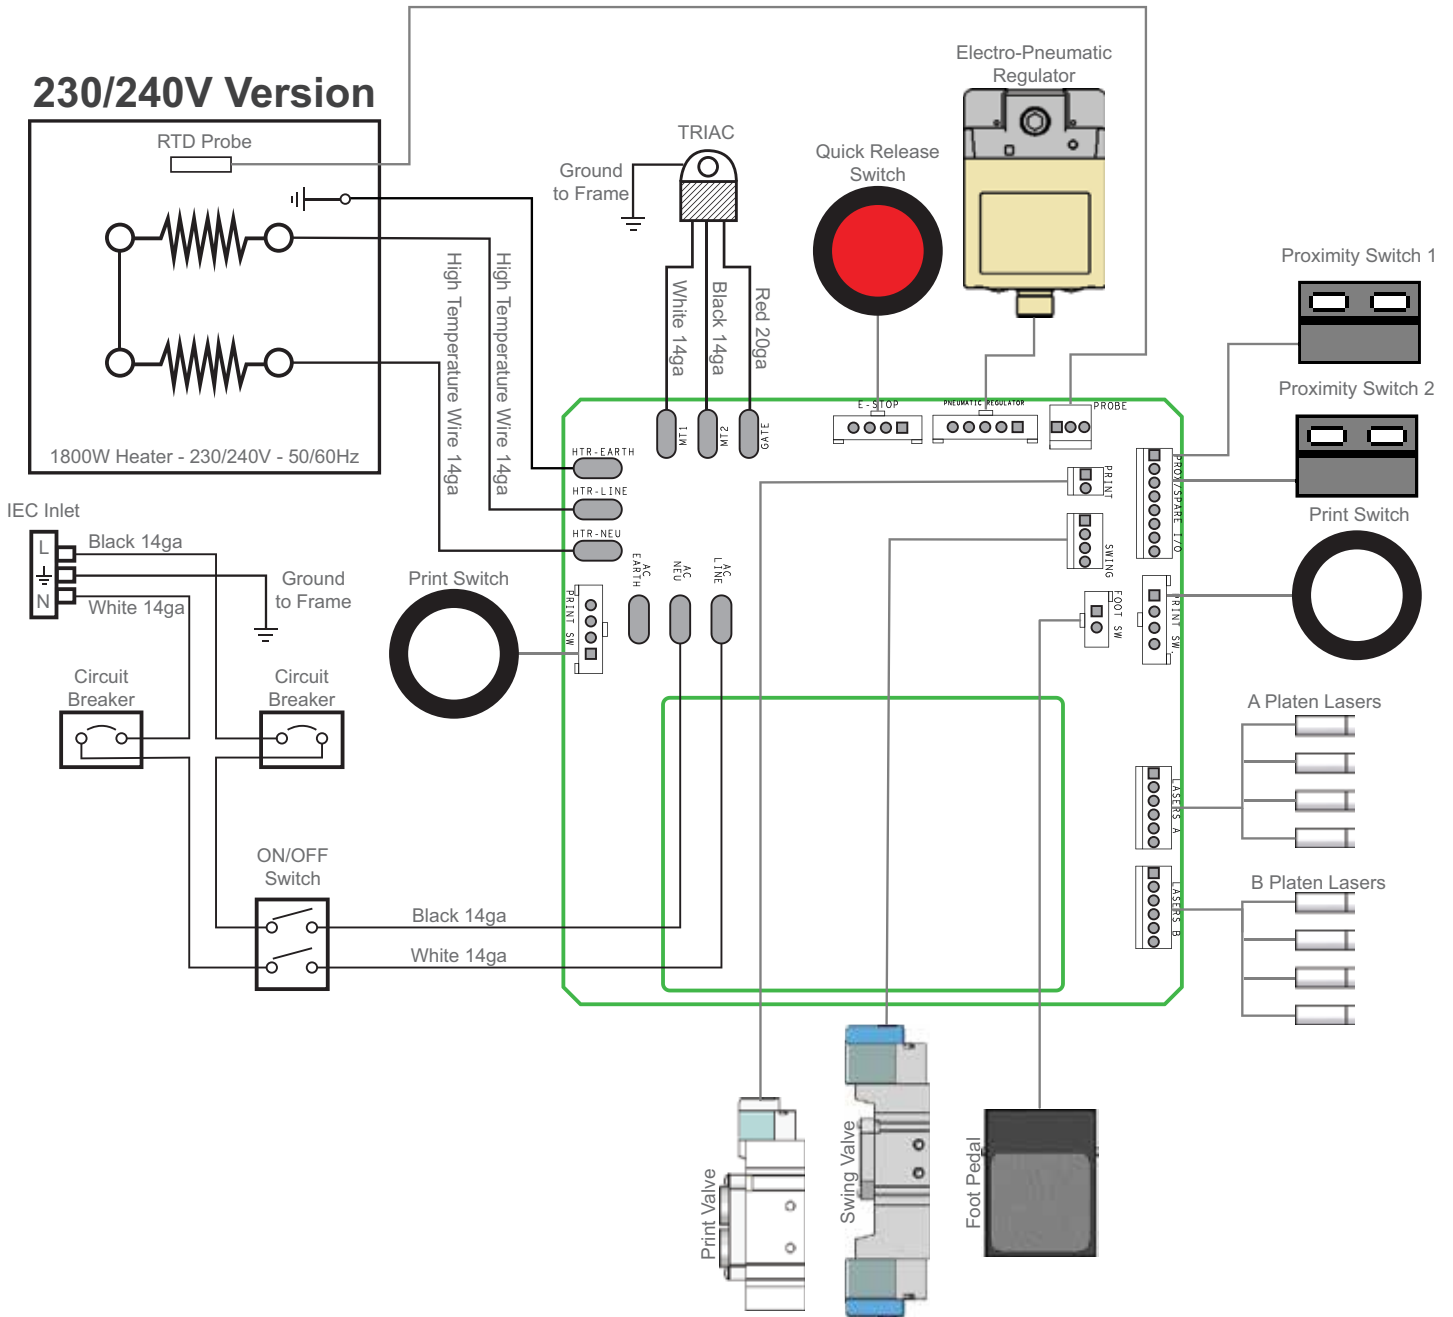 230/240V Version
RTD Probe
1800W Heater - 230/240V - 50/60Hz
High Temperature Wire 14ga
High Temperature Wire 14ga
TRIAC
Ground
to Frame
White 14ga
Black 14ga
Red 20ga
Quick Release
Switch
Electro-Pneumatic
Regulator
Proximity Switch 1
Proximity Switch 2
Print Switch
E-STOP
PNEUMATIC REGULATOR
PROBE
MT1
MT2
GATE
HTR-EARTH
HTR-LINE
HTR-NEU
PRINT
PROX/SPARE I/O
SWING
FOOT SW
PRINT SW.
IEC Inlet
L
N
Black 14ga
White 14ga
Ground
to Frame
Print Switch
PRINT SW
AC
EARTH
AC
NEU
AC
LINE
Circuit
Breaker
Circuit
Breaker
A Platen Lasers
LASERS A
ON/OFF
Switch
Black 14ga
White 14ga
B Platen Lasers
LASERS B
Print Valve
Swing Valve
Foot Pedal